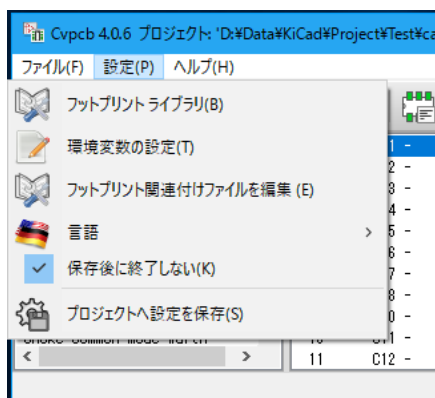 Cvpcb 4.0.6 プロジェクト: 'D:¥Data¥KiCad¥Project¥Test¥ca
ファイル(F) 設定(P) ヘルプ(H)
フットプリント ライブラリ(B)
環境変数の設定(T)
フットプリント関連付けファイルを編集 (E)
言語
保存後に終了しない(K)
プロジェクトへ設定を保存(S)
1 -
2 -
3 -
4 -
5 -
6 -
7 -
8 -
0 -
11 C12 -